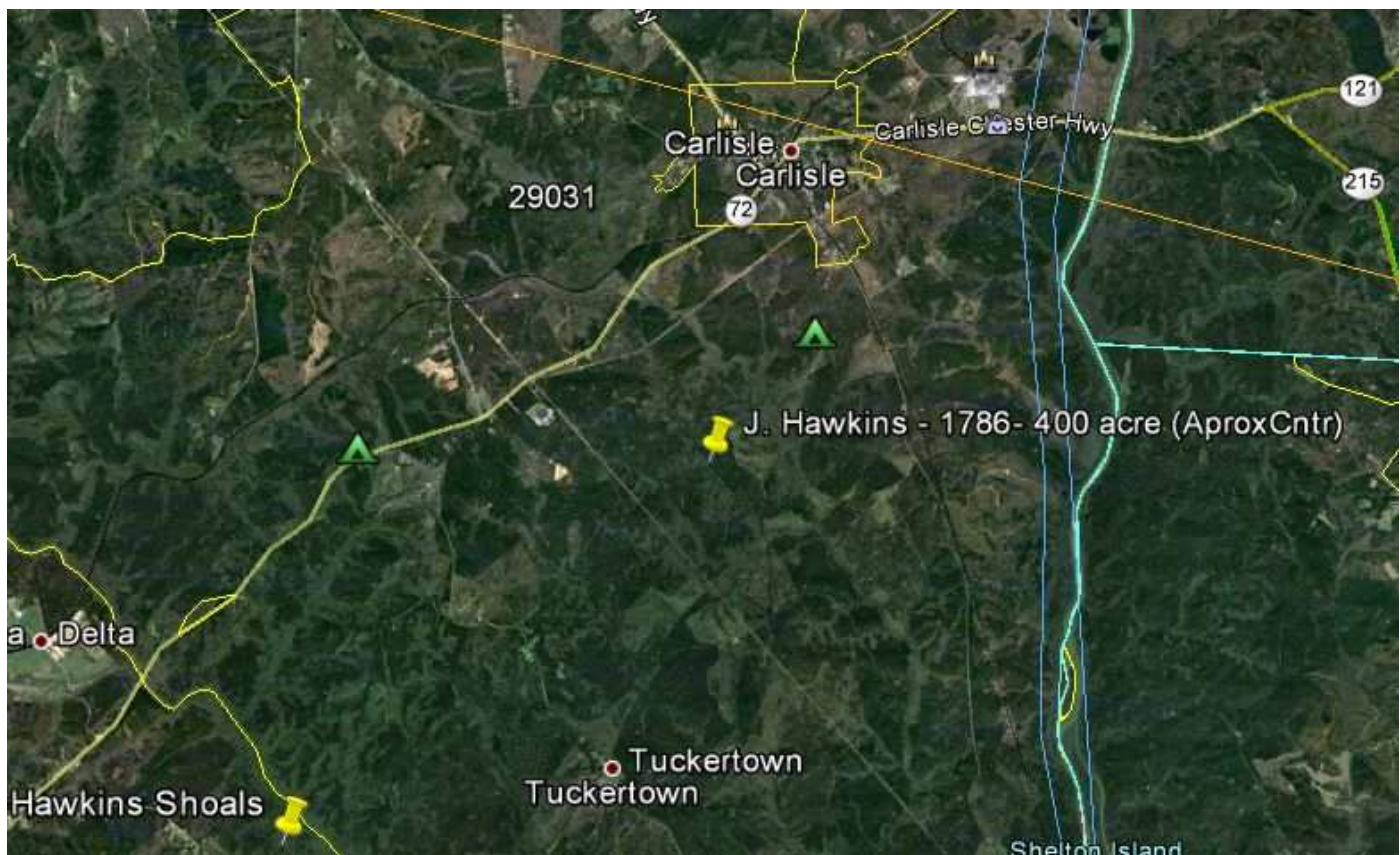 y
121
Carlisle Chester Hwy
Carlisle
Carlisle
215
29031
72
J. Hawkins - 1786- 400 acre (AproxCntr)
a
Delta
Tuckertown
Tuckertown
Hawkins Shoals
Shelton Island